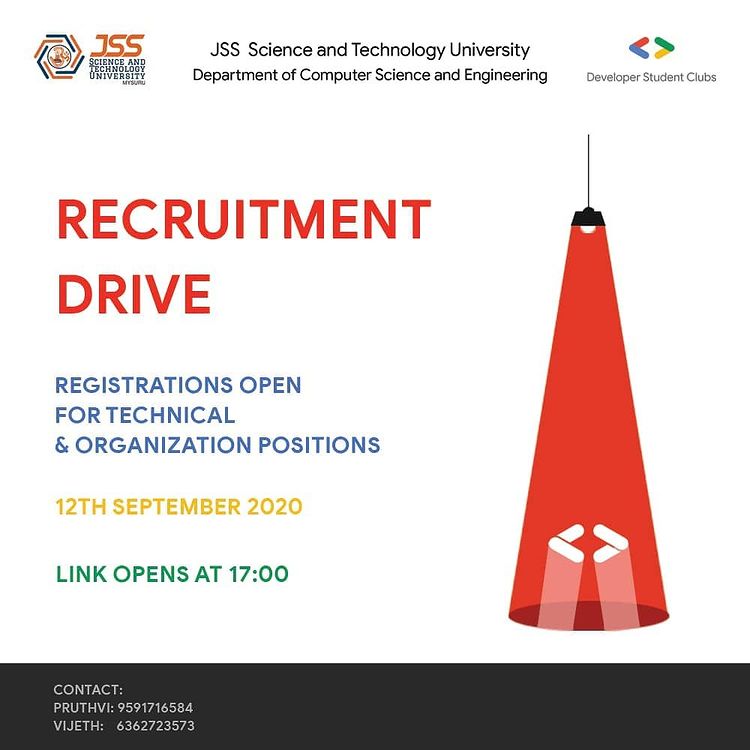 JSS
SCIENCE AND
TECHNOLOGY
UNIVERSITY
MYSURU
JSS Science and Technology University
Department of Computer Science and Engineering
Developer Student Clubs
RECRUITMENT
DRIVE
REGISTRATIONS OPEN
FOR TECHNICAL
& ORGANIZATION POSITIONS
12TH SEPTEMBER 2020
LINK OPENS AT 17:00
CONTACT:
PRUTHVI: 9591716584
VIJETH: 6362723573